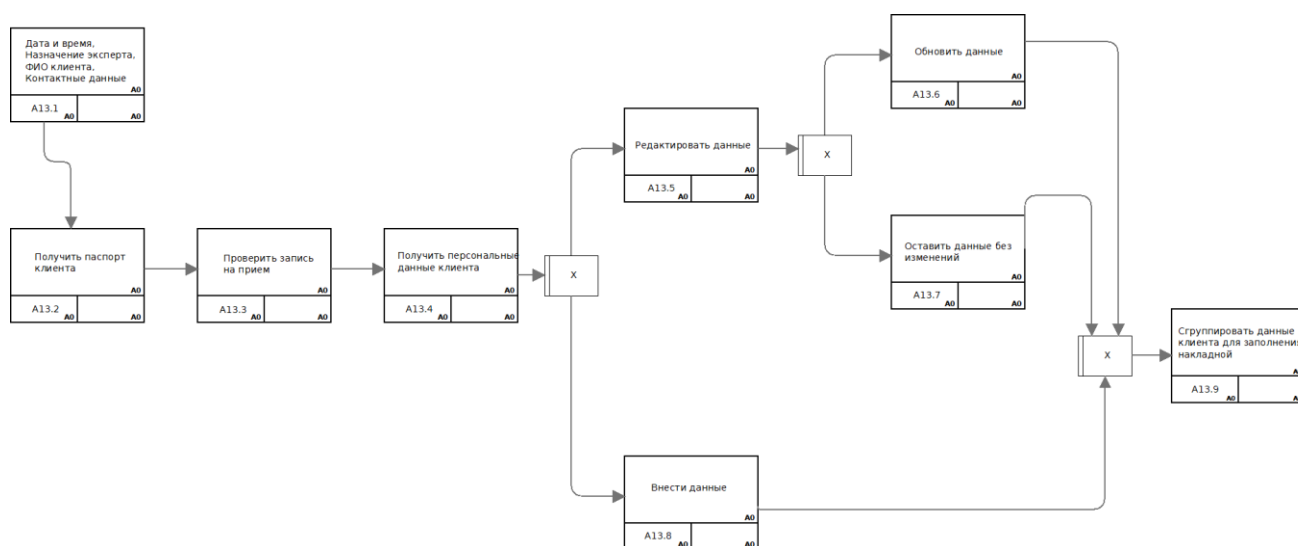 Дата и время,
Назначение эксперта,
ФИО клиента,
Контактные данные
A0
A13.1
A0
A0
Получить паспорт
клиента
A0
A13.2
A0
A0
Проверить запись
на прием
A0
A13.3
A0
A0
Получить персональные
данные клиента
A0
A13.4
A0
A0
X
Редактировать данные
A0
A13.5
A0
A0
X
Обновить данные
A0
A13.6
A0
A0
Оставить данные без
изменений
A0
A13.7
A0
A0
Внести данные
A0
A13.8
A0
A0
X
Сгруппировать данные
клиента для заполнения
накладной
A13.9
A0